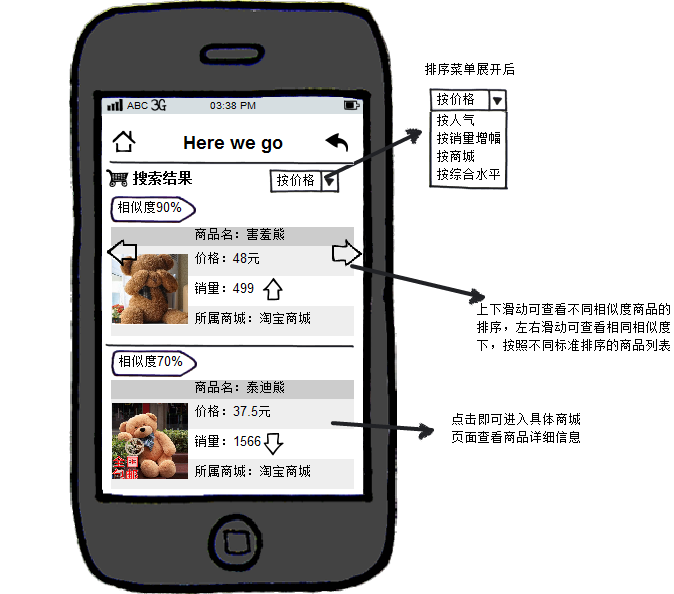 排序菜单展开后
按价格
按人气
按销量增幅
按商城
按综合水平
ABC 3G 03:38 PM
Here we go
搜索结果 按价格
相似度90%
商品名：害羞熊
价格：48元
销量：499
所属商城：淘宝商城
上下滑动可查看不同相似度商品的
排序，左右滑动可查看相同相似度
下，按照不同标准排序的商品列表
相似度70%
商品名：泰迪熊
价格：37.5元
销量：1566
所属商城：淘宝商城
点击即可进入具体商城
页面查看商品详细信息